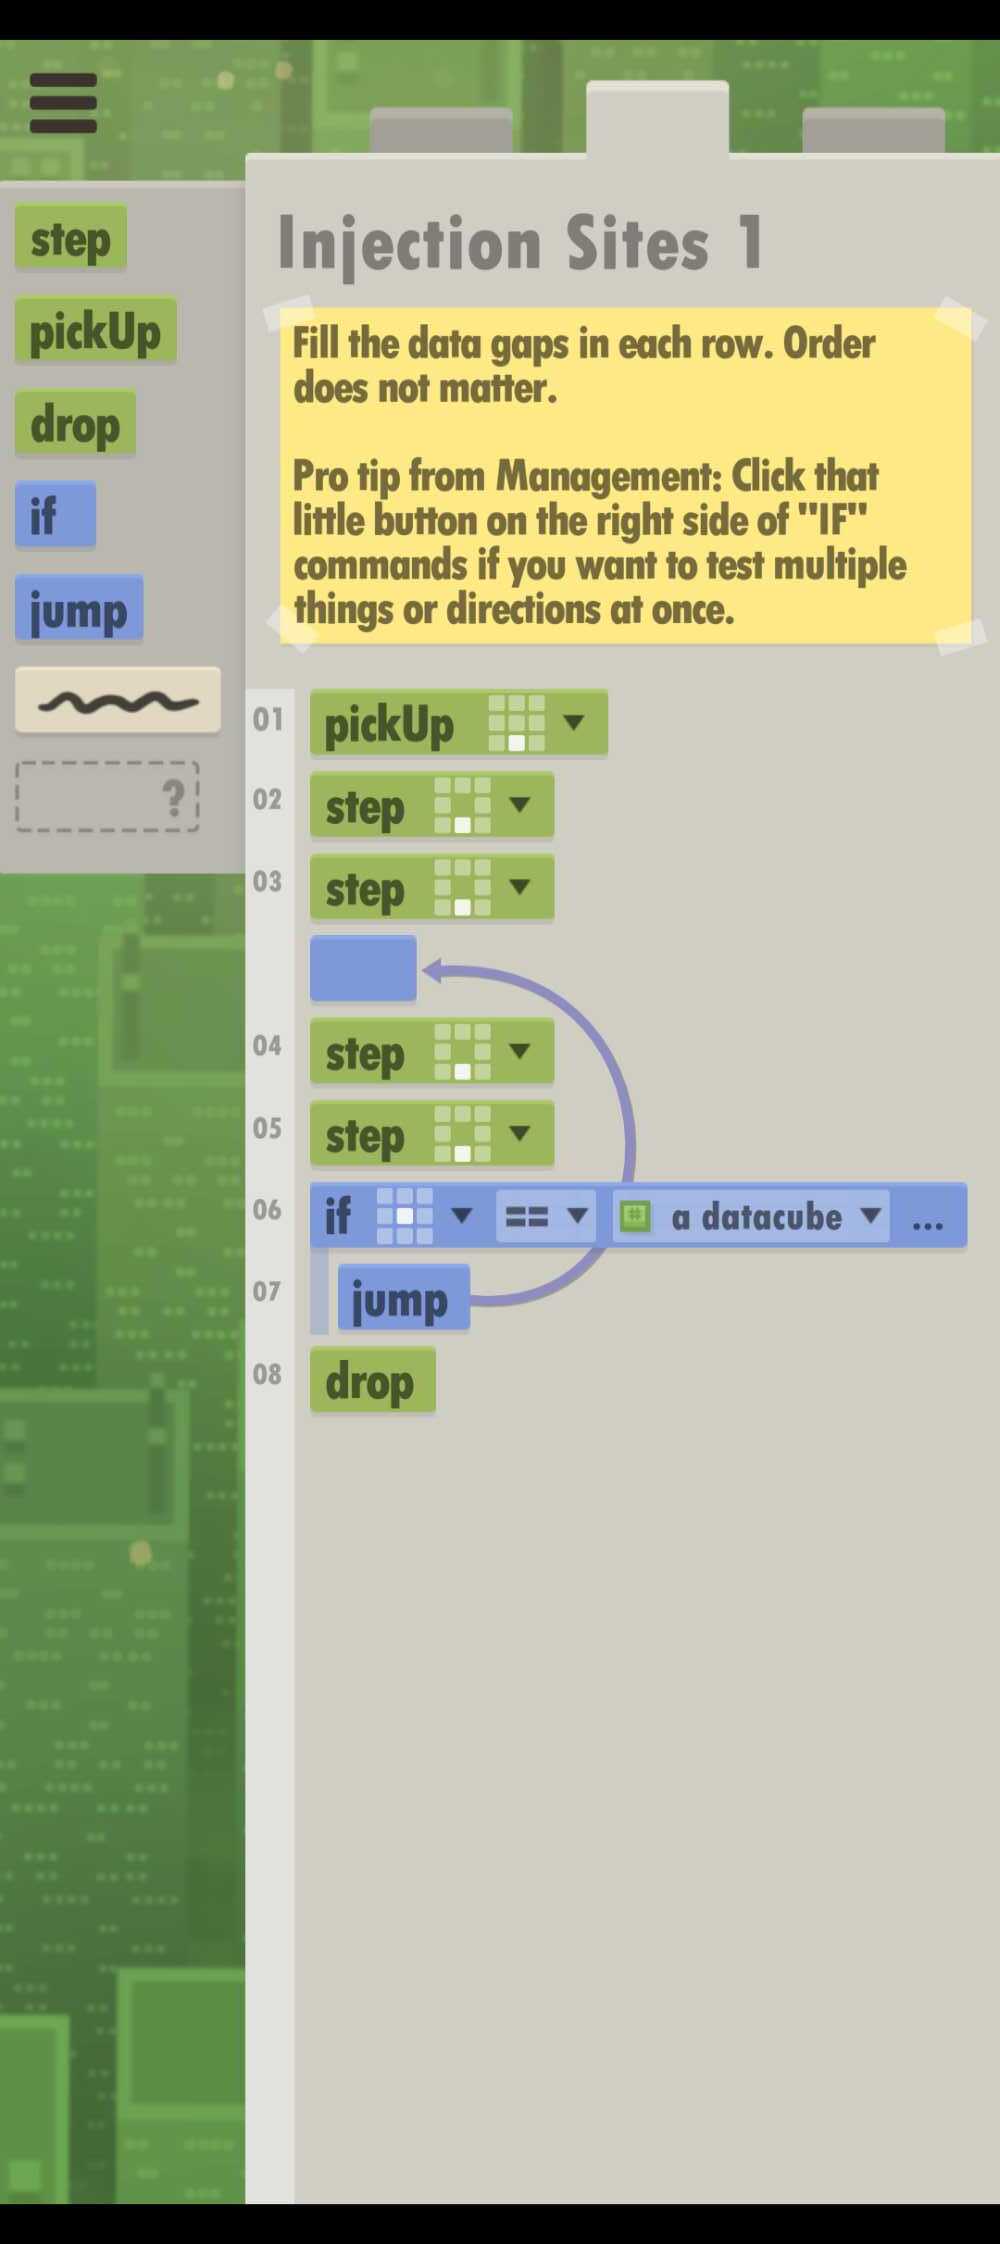 Injection Sites 1
step
pickUp
drop
if
jump
?
Fill the data gaps in each row. Order
does not matter.
Pro tip from Management: Click that
little button on the right side of "IF"
commands if you want to test multiple
things or directions at once.
01 pickUp
02 step
03 step
04 step
05 step
06 if == a datacube ...
07 jump
08 drop